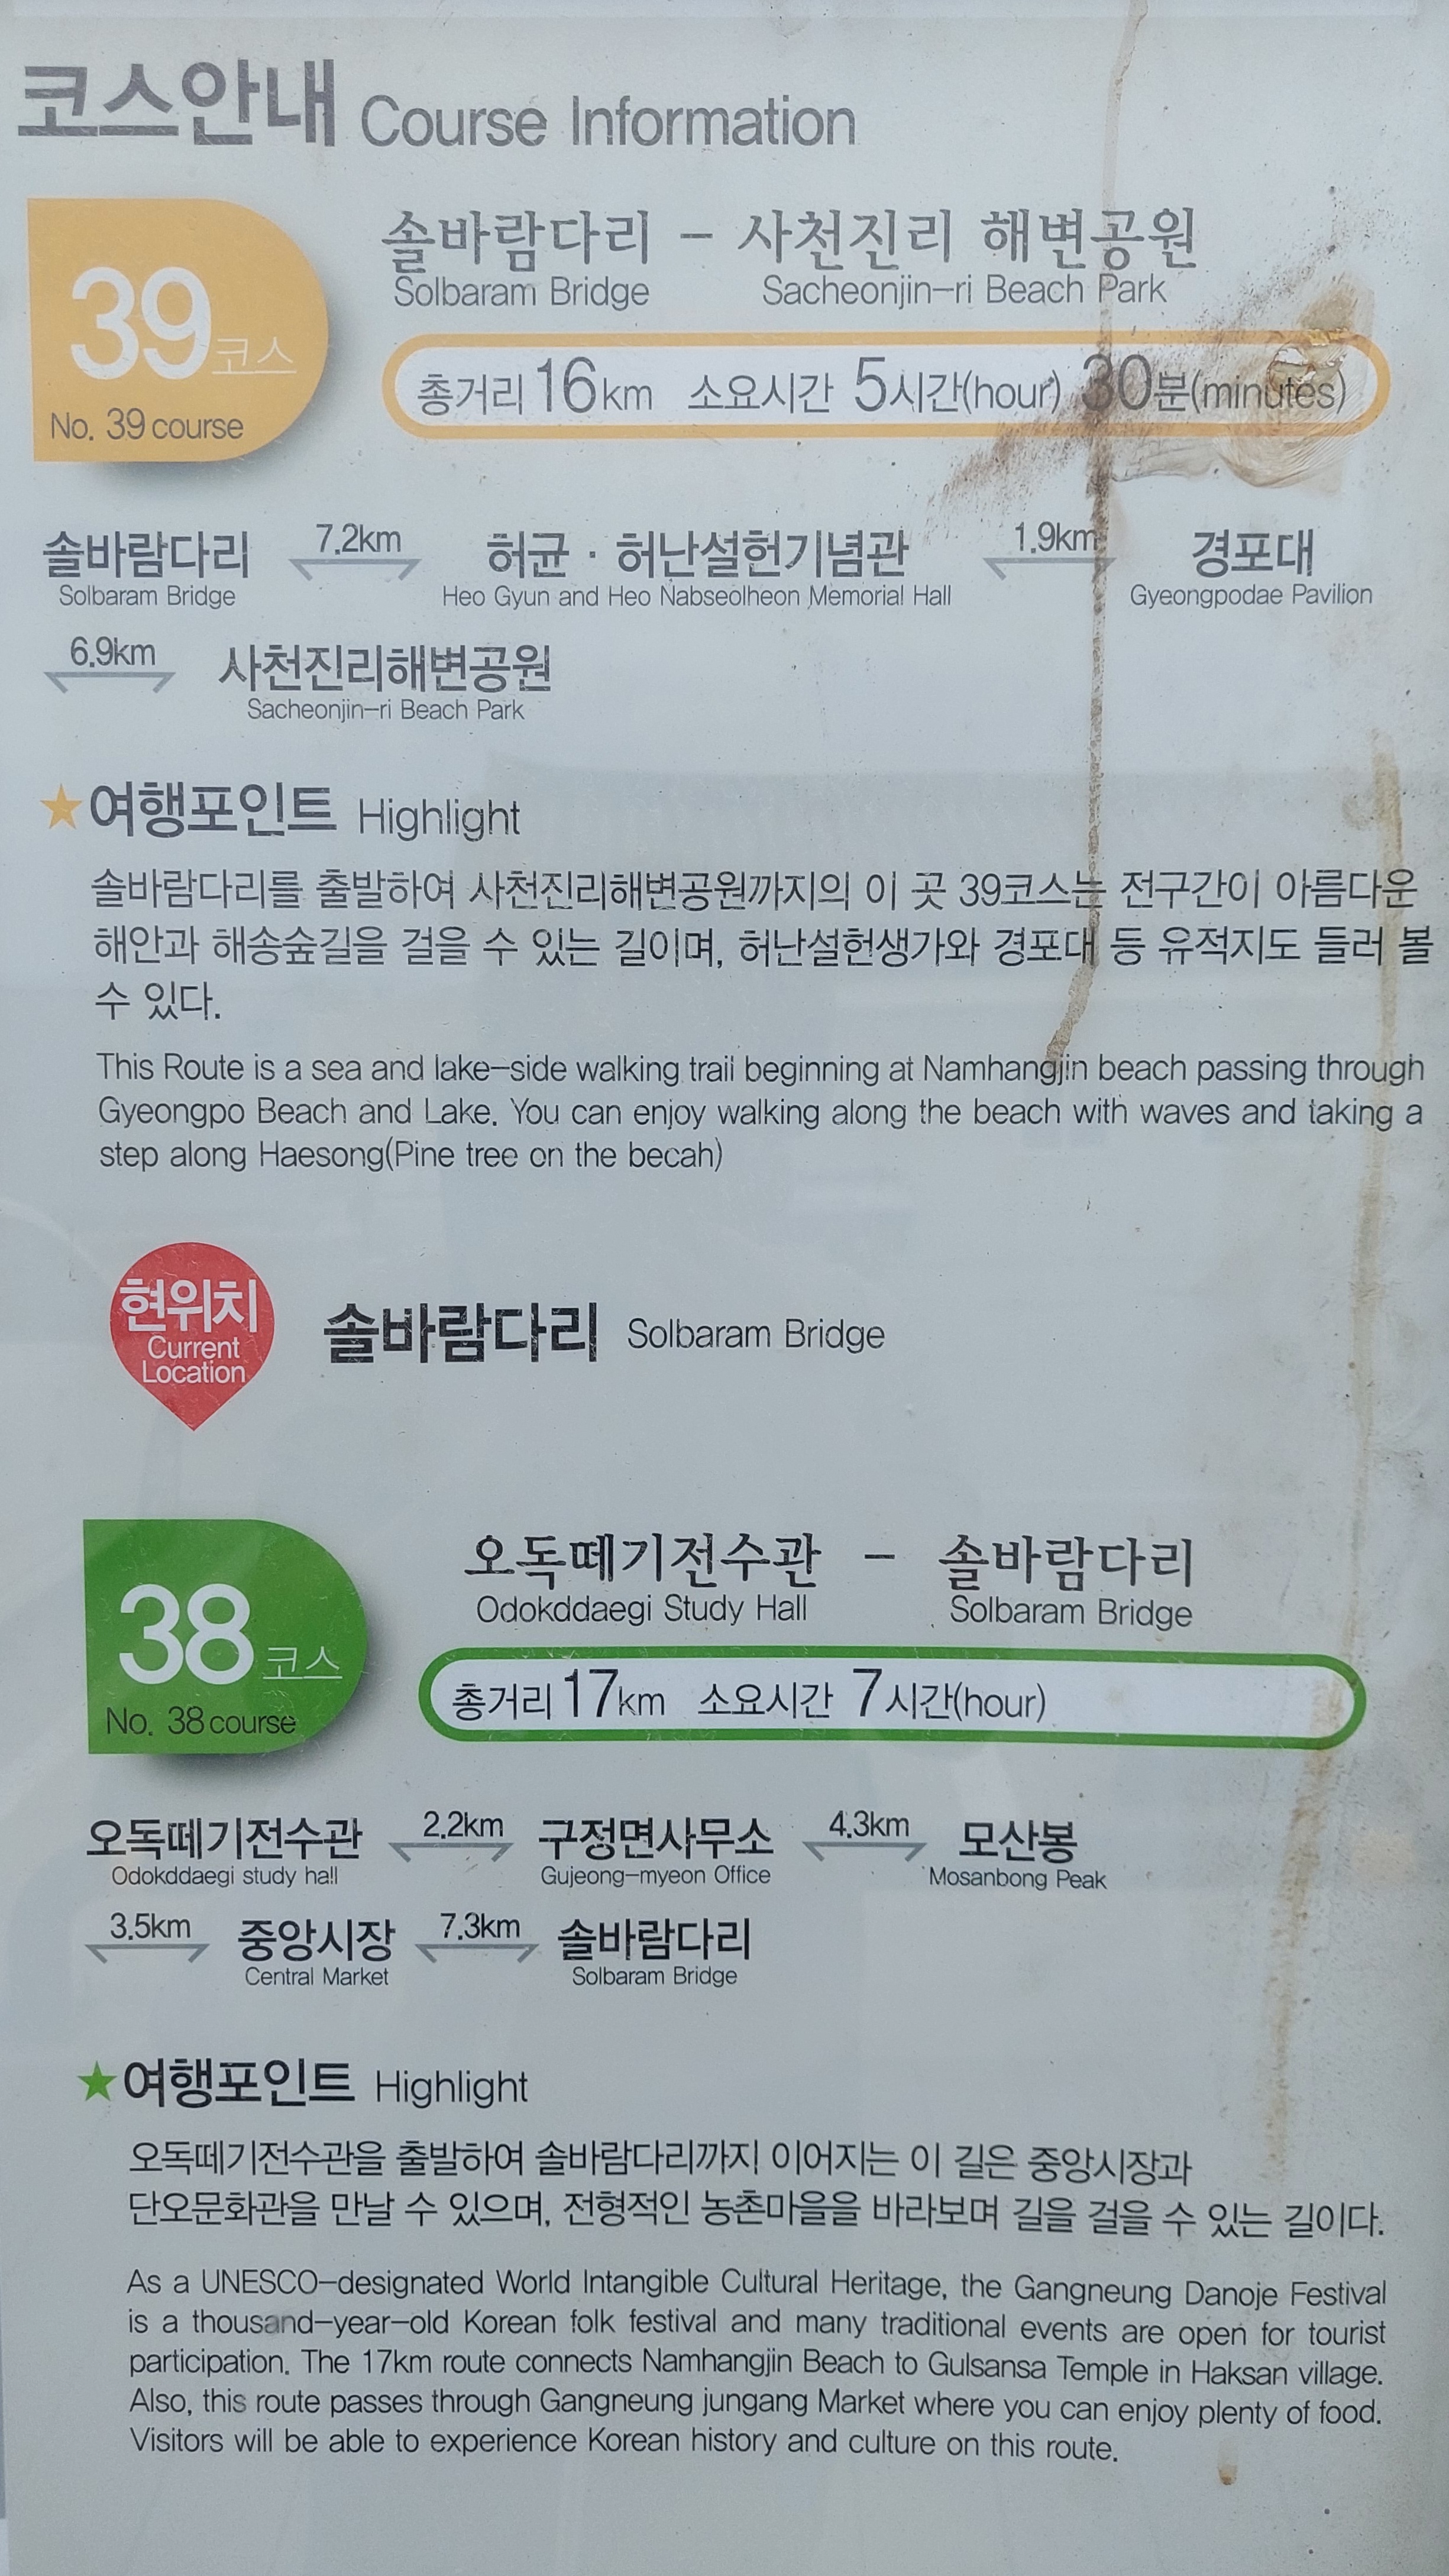 코스안내 Course Information
솔바람다리 - 사천진리 해변공원
Solbaram Bridge Sacheonjin-ri Beach Park
39코스
No. 39 course
총거리 16km 소요시간 5시간(hour) 30분(minutes)
7.2km 1.9km
솔바람다리 허균 · 허난설헌기념관 경포대
Solbaram Bridge Heo Gyun and Heo Nabseolheon Memorial Hall Gyeongpodae Pavilion
6.9km
사천진리해변공원
Sacheonjin-ri Beach Park
★여행포인트 Highlight
솔바람다리를 출발하여 사천진리해변공원까지의 이 곳 39코스는 전구간이 아름다운
해안과 해송숲길을 걸을 수 있는 길이며, 허난설헌생가와 경포대 등 유적지도 들러 볼
수 있다.
This Route is a sea and lake-side walking trail beginning at Namhangjin beach passing through
Gyeongpo Beach and Lake. You can enjoy walking along the beach with waves and taking a
step along Haesong(Pine tree on the becah)
현위치
Current
Location
솔바람다리 Solbaram Bridge
오독떼기전수관 - 솔바람다리
Odokddaegi Study Hall Solbaram Bridge
38코스
No. 38 course
총거리 17km 소요시간 7시간(hour)
2.2km 4.3km
오독떼기전수관 구정면사무소 모산봉
Odokddaegi study hall Gujeong-myeon Office Mosanbong Peak
3.5km 7.3km
중앙시장 솔바람다리
Central Market Solbaram Bridge
★여행포인트 Highlight
오독떼기전수관을 출발하여 솔바람다리까지 이어지는 이 길은 중앙시장과
단오문화관을 만날 수 있으며, 전형적인 농촌마을을 바라보며 길을 걸을 수 있는 길이다.
As a UNESCO-designated World Intangible Cultural Heritage, the Gangneung Danoje Festival
is a thousand-year-old Korean folk festival and many traditional events are open for tourist
participation. The 17km route connects Namhangjin Beach to Gulsansa Temple in Haksan village.
Also, this route passes through Gangneung jungang Market where you can enjoy plenty of food.
Visitors will be able to experience Korean history and culture on this route.